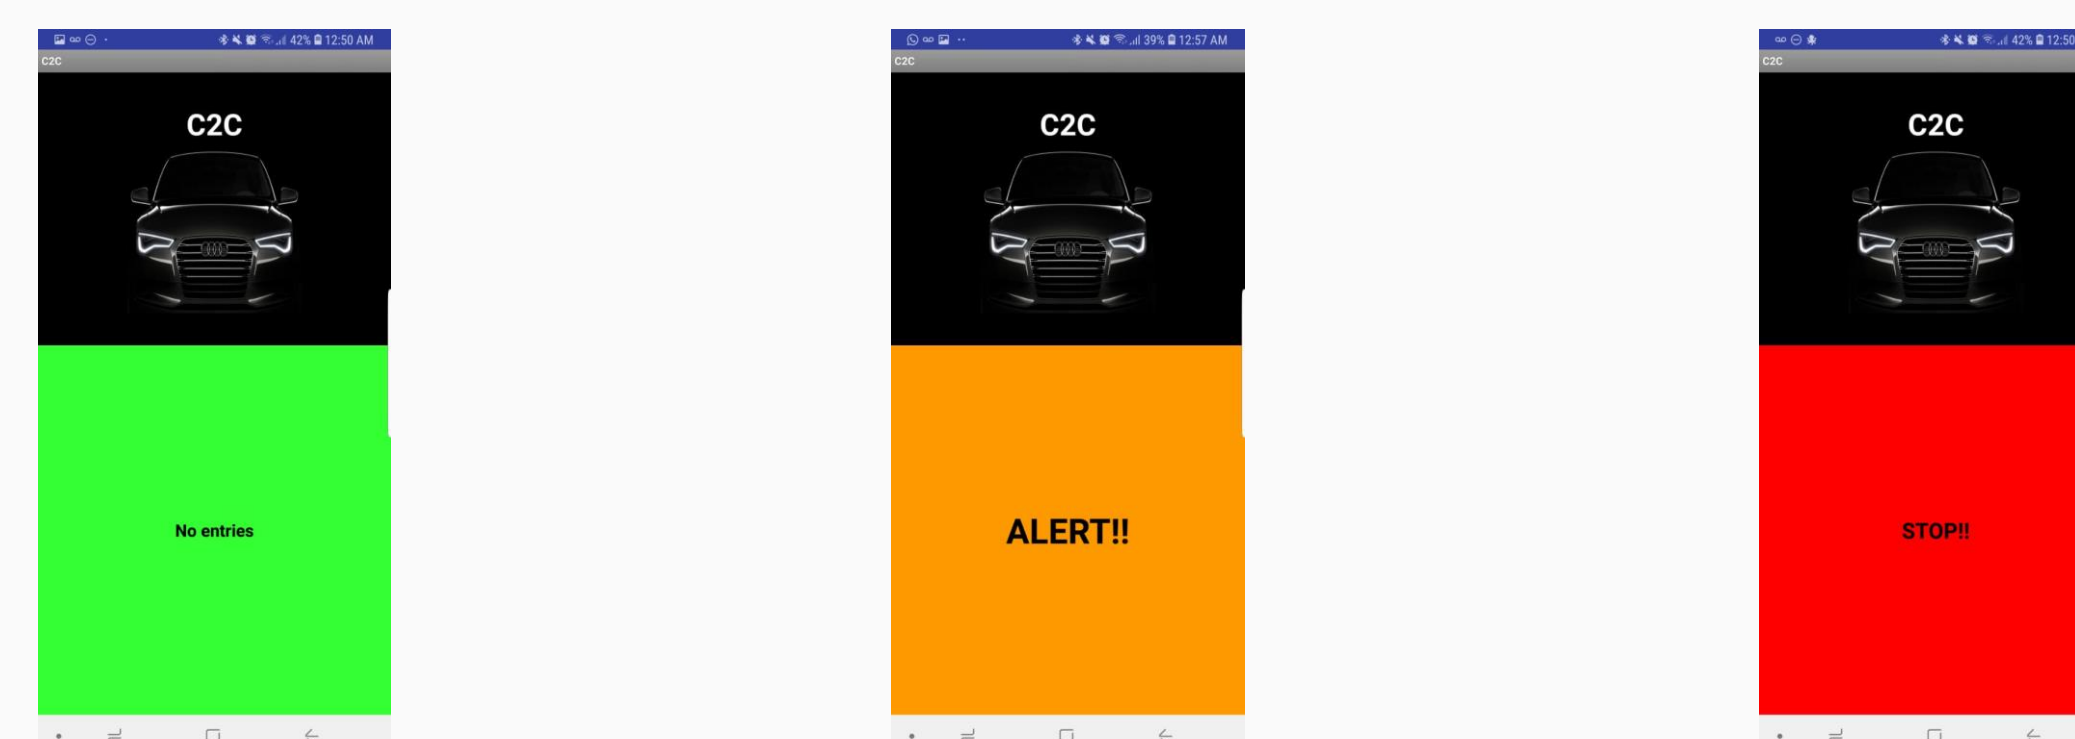 42% 12:50 AM
C2C
C2C
No entries
39% 12:57 AM
C2C
C2C
ALERT!!
42% 12:50
C2C
C2C
STOP!!